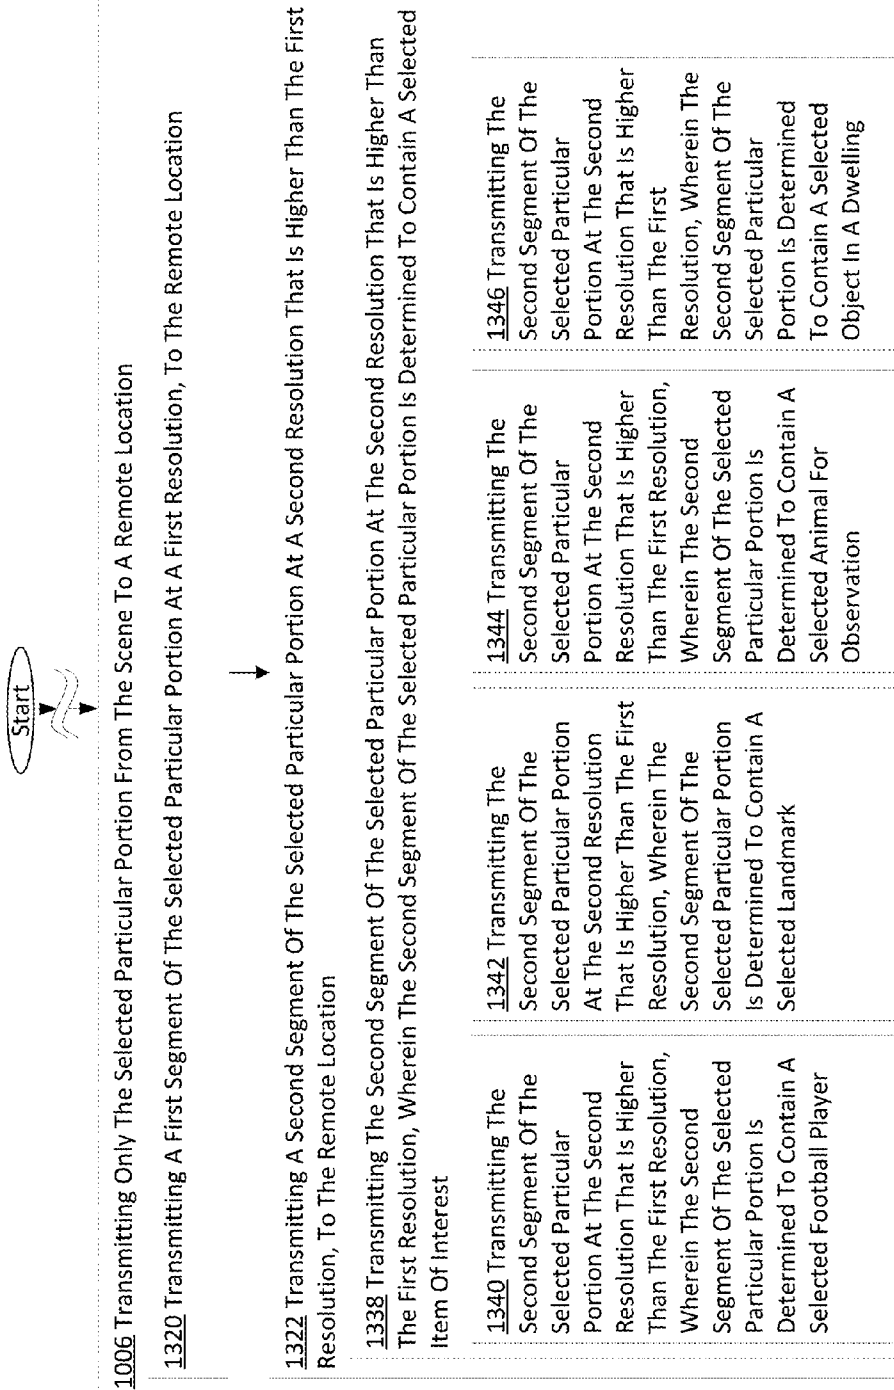 Start
1006 Transmitting Only The Selected Particular Portion From The Scene To A Remote Location
1320 Transmitting A First Segment Of The Selected Particular Portion At A First Resolution, To The Remote Location
1322 Transmitting A Second Segment Of The Selected Particular Portion At A Second Resolution That Is Higher Than The First
Resolution, To The Remote Location
1338 Transmitting The Second Segment Of The Selected Particular Portion At The Second Resolution That Is Higher Than
The First Resolution, Wherein The Second Segment Of The Selected Particular Portion Is Determined To Contain A Selected
Item Of Interest
1340 Transmitting The
Second Segment Of The
Selected Particular
Portion At The Second
Resolution That Is Higher
Than The First Resolution,
Wherein The Second
Segment Of The Selected
Particular Portion Is
Determined To Contain A
Selected Football Player
1342 Transmitting The
Second Segment Of The
Selected Particular Portion
At The Second Resolution
That Is Higher Than The First
Resolution, Wherein The
Second Segment Of The
Selected Particular Portion
Is Determined To Contain A
Selected Landmark
1344 Transmitting The
Second Segment Of The
Selected Particular
Portion At The Second
Resolution That Is Higher
Than The First Resolution,
Wherein The Second
Segment Of The Selected
Particular Portion Is
Determined To Contain A
Selected Animal For
Observation
1346 Transmitting The
Second Segment Of The
Selected Particular
Portion At The Second
Resolution That Is Higher
Than The First
Resolution, Wherein The
Second Segment Of The
Selected Particular
Portion Is Determined
To Contain A Selected
Object In A Dwelling